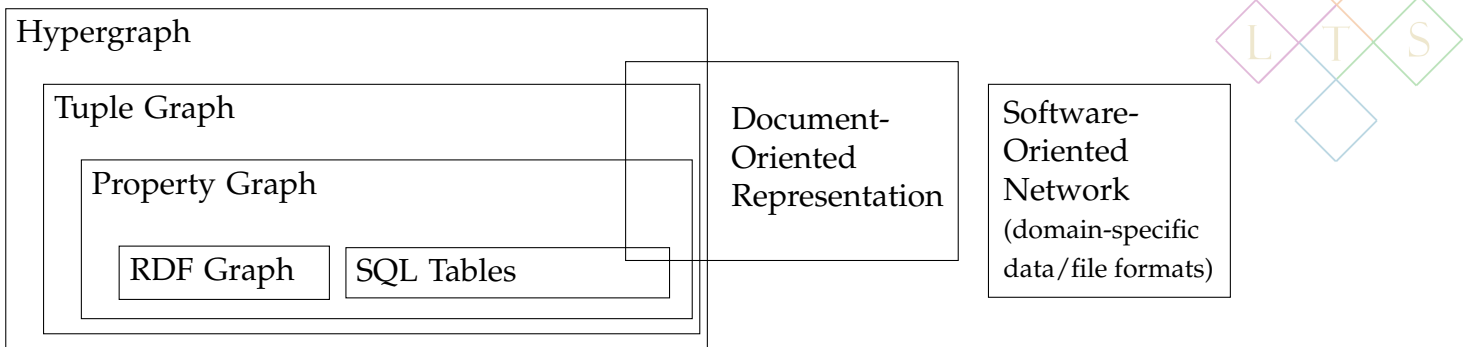 Hypergraph
Tuple Graph
Property Graph
RDF Graph
SQL Tables
Document-
Oriented
Representation
Software-
Oriented
Network
(domain-specific
data/file formats)
L T S